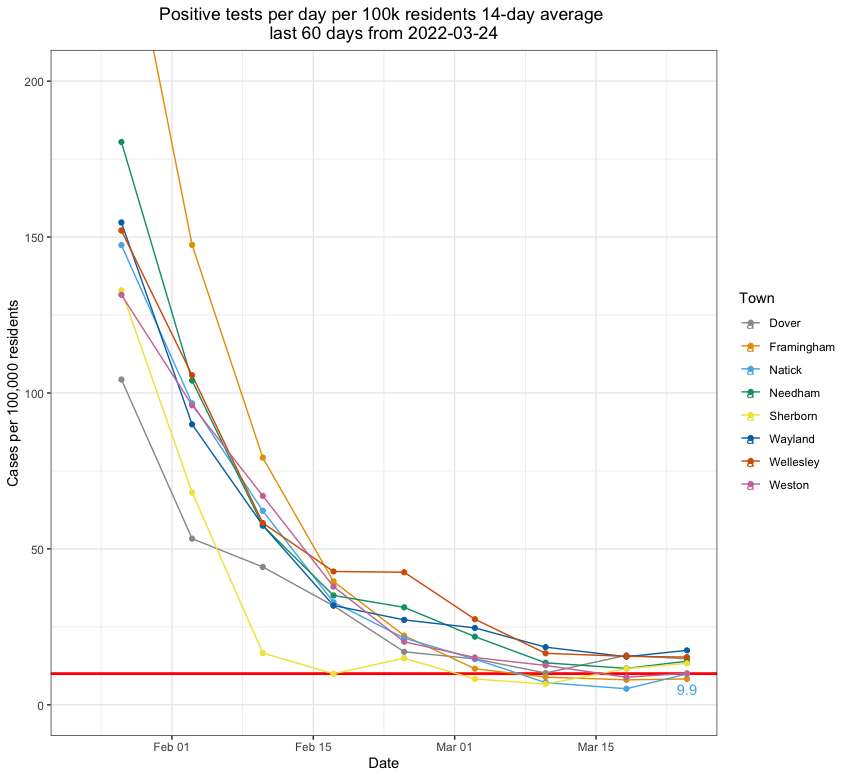 Positive tests per day per 100k residents 14-day average
last 60 days from 2022-03-24
200
150
100
50
0
Cases per 100,000 residents
9.9
Feb 01
Feb 15
Mar 01
Mar 15
Date
Town
a Dover
a Framingham
a Natick
a Needham
a Sherborn
a Wayland
a Wellesley
a Weston